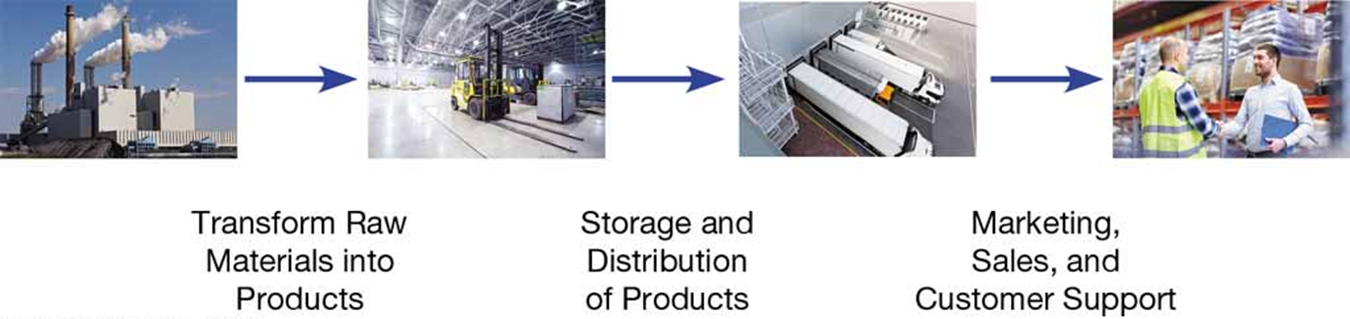 Transform Raw
Materials into
Products
Storage and
Distribution
of Products
Marketing,
Sales, and
Customer Support